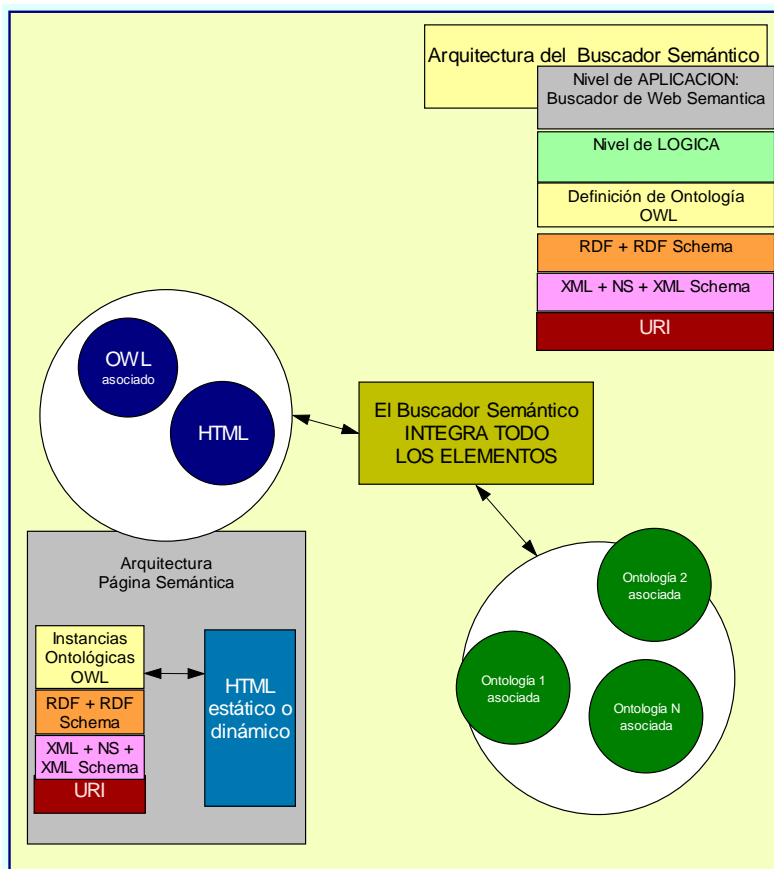 Arquitectura del Buscador Semántico
Nivel de APLICACION:
Buscador de Web Semantica
Nivel de LOGICA
Definición de Ontología
OWL
RDF + RDF Schema
XML + NS + XML Schema
URI
OWL
asociado
HTML
El Buscador Semántico
INTEGRA TODO
LOS ELEMENTOS
Arquitectura
Página Semántica
Instancias
Ontológicas
OWL
RDF + RDF
Schema
XML + NS +
XML Schema
URI
HTML
estático o
dinámico
Ontología 2
asociada
Ontología 1
asociada
Ontología N
asociada